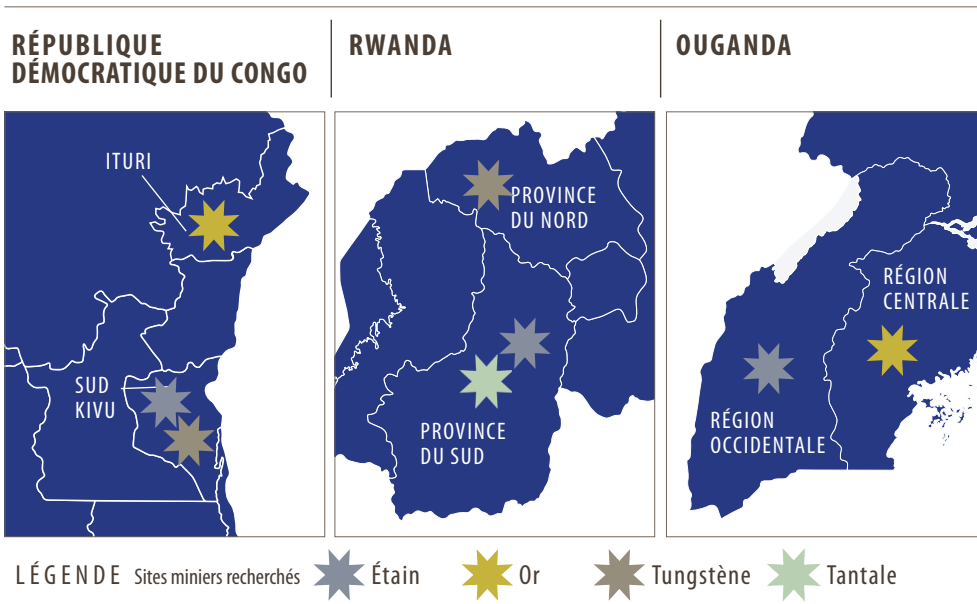 RÉPUBLIQUE
DÉMOCRATIQUE DU CONGO
RWANDA
OUGANDA
ITURI
SUD
KIVU
PROVINCE
DU NORD
PROVINCE
DU SUD
RÉGION
CENTRALE
RÉGION
OCCIDENTALE
LÉGENDE Sites miniers recherchés Étain Or Tungstène Tantale